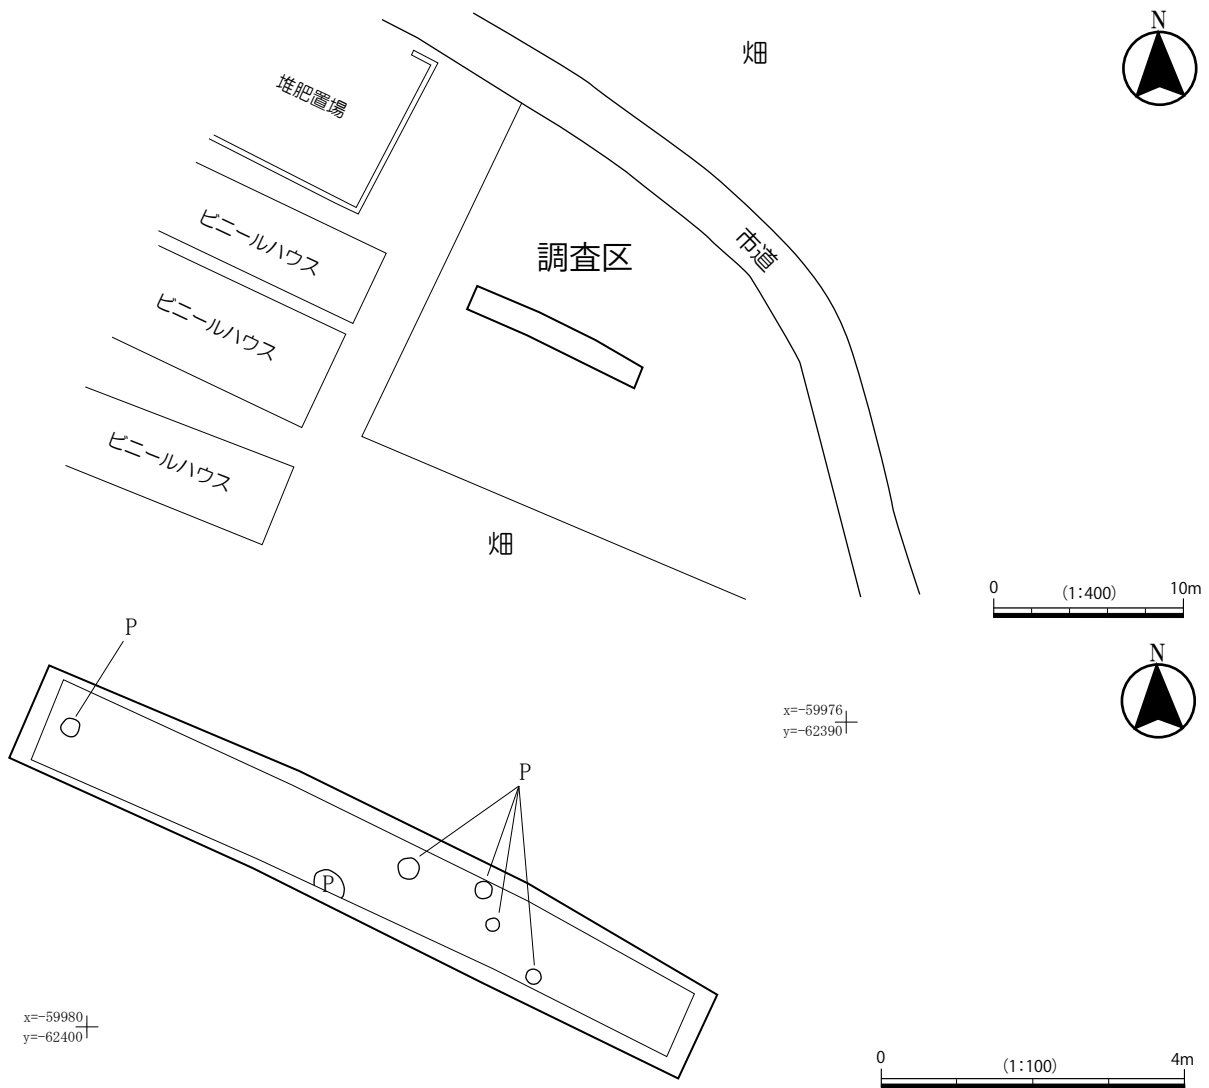 N
畑
堆肥置場
ビニールハウス
市道
調査区
ビニールハウス
ビニールハウス
畑
0 (1:400) 10m
P
N
x=-59976
y=-62390
P
P
x=-59980
y=-62400
0 (1:100) 4m